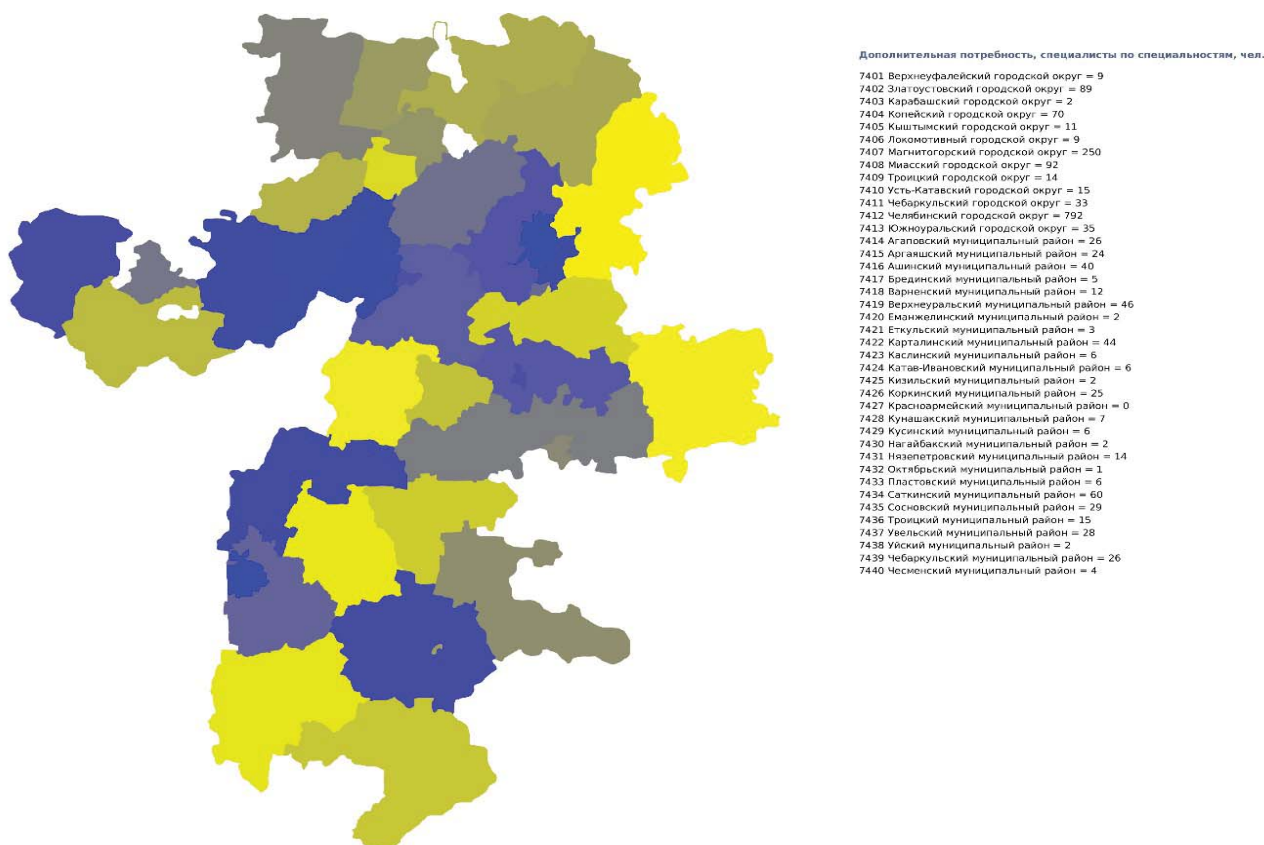 Дополнительная потребность, специалисты по специальностям, чел.
7401 Верхнеуфалейский городской округ = 9
7402 Златоустовский городской округ = 89
7403 Карабашский городской округ = 2
7404 Копейский городской округ = 70
7405 Кыштымский городской округ = 11
7406 Локомотивный городской округ = 9
7407 Магнитогорский городской округ = 250
7408 Миасский городской округ = 92
7409 Троицкий городской округ = 14
7410 Усть-Катавский городской округ = 15
7411 Чебаркульский городской округ = 33
7412 Челябинский городской округ = 792
7413 Южноуральский городской округ = 35
7414 Агаповский муниципальный район = 26
7415 Аргаяшский муниципальный район = 24
7416 Ашинский муниципальный район = 40
7417 Брединский муниципальный район = 5
7418 Варненский муниципальный район = 12
7419 Верхнеуральский муниципальный район = 46
7420 Еманжелинский муниципальный район = 2
7421 Еткульский муниципальный район = 3
7422 Карталинский муниципальный район = 44
7423 Каслинский муниципальный район = 6
7424 Катав-Ивановский муниципальный район = 6
7425 Кизильский муниципальный район = 2
7426 Коркинский муниципальный район = 25
7427 Красноармейский муниципальный район = 0
7428 Кунашакский муниципальный район = 7
7429 Кусинский муниципальный район = 6
7430 Нагайбакский муниципальный район = 2
7431 Нязепетровский муниципальный район = 14
7432 Октябрьский муниципальный район = 1
7433 Пластовский муниципальный район = 6
7434 Саткинский муниципальный район = 60
7435 Сосновский муниципальный район = 29
7436 Троицкий муниципальный район = 15
7437 Увельский муниципальный район = 28
7438 Уйский муниципальный район = 2
7439 Чебаркульский муниципальный район = 26
7440 Чесменский муниципальный район = 4